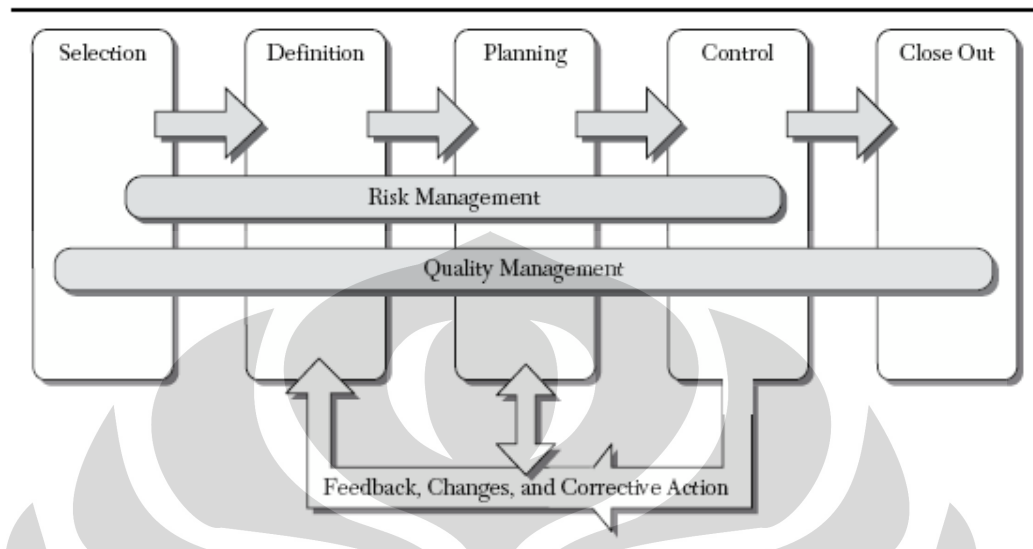 Selection
Definition
Planning
Control
Close Out
Risk Management
Quality Management
Feedback, Changes, and Corrective Action